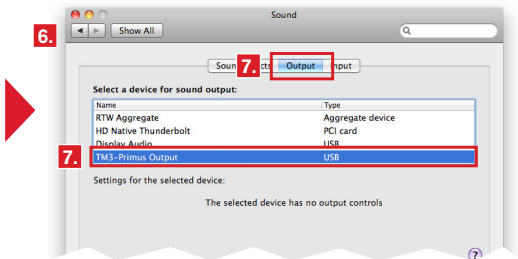 Sound
6.
Show All
Output
7.
Select a device for sound output:
Name Type
RTW Aggregate Aggregate device
HD Native Thunderbolt PCI card
Display Audio USB
7.
TM3-Primus Output USB
Settings for the selected device:
The selected device has no output controls
?